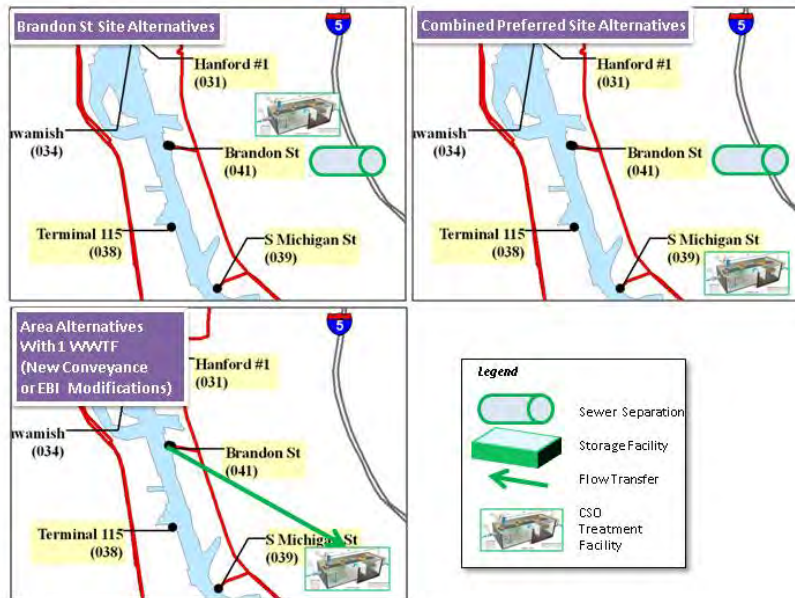 Brandon St Site Alternatives
5
Hanford #1
(031)
uwamish
(034)
Brandon St
(041)
Terminal 115
(038)
S Michigan St
(039)
Combined Preferred Site Alternatives
5
Hanford #1
(031)
uwamish
(034)
Brandon St
(041)
Terminal 115
(038)
S Michigan St
(039)
Area Alternatives
With 1 WWTF
(New Conveyance
or EBI Modifications)
5
Hanford #1
(031)
uwamish
(034)
Brandon St
(041)
Terminal 115
(038)
S Michigan St
(039)
Legend
Sewer Separation
Storage Facility
Flow Transfer
CSO
Treatment
Facility